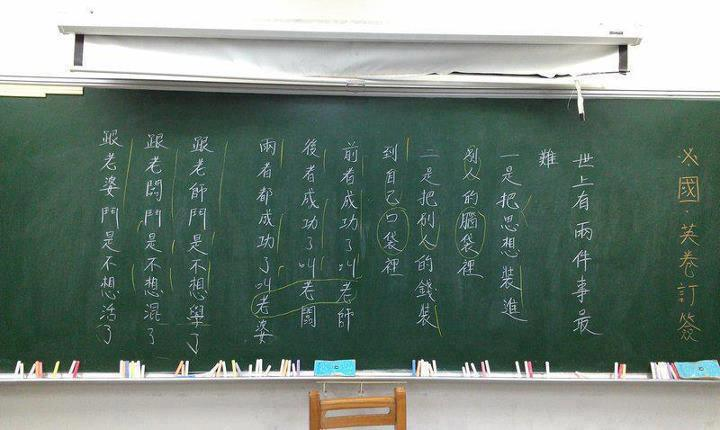 國．英卷訂簽
世上有兩件事最
難
一是把思想裝進
別人的腦袋裡
二是把別人的錢裝
到自己口袋裡
前者成功了叫老師
後者成功了叫老闆
兩者都成功了叫老婆
跟老師鬥是不想學了
跟老闆鬥是不想混了
跟老婆鬥是不想活了